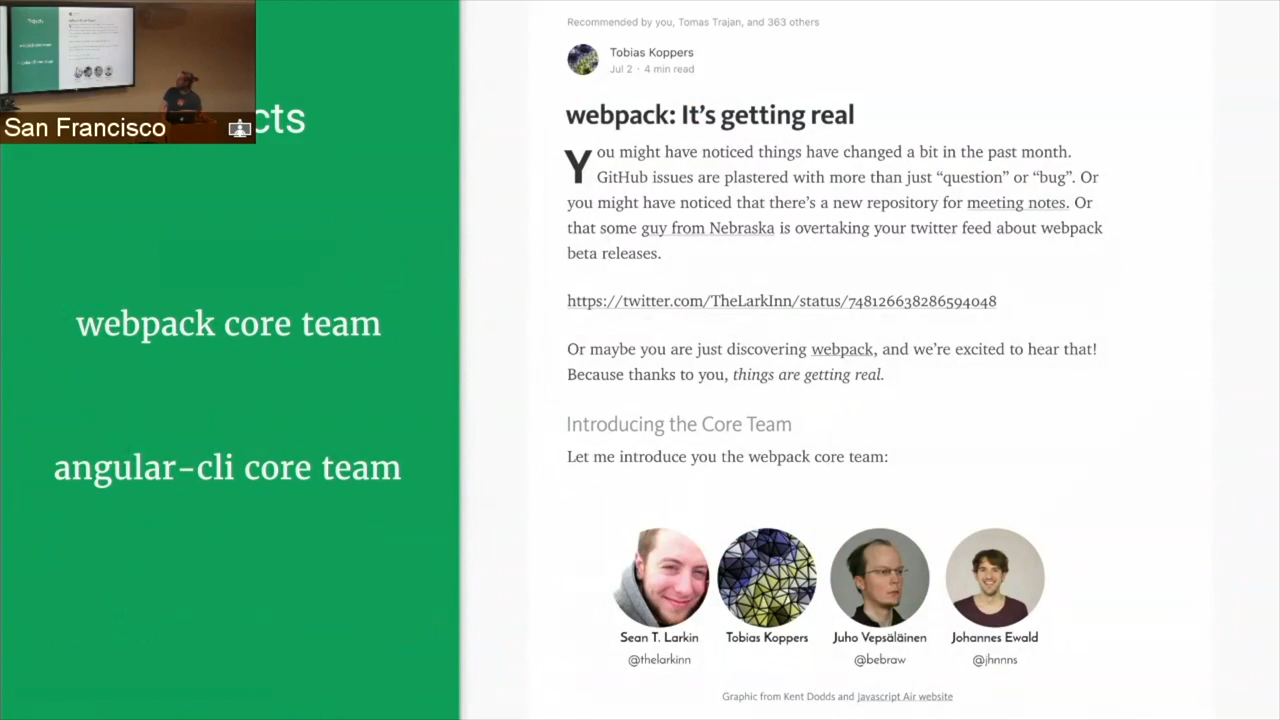 San Francisco
cts
webpack core team
angular-cli core team
Recommended by you, Tomas Trajan, and 363 others
Tobias Koppers
Jul 2 · 4 min read
webpack: It’s getting real
You might have noticed things have changed a bit in the past month.
GitHub issues are plastered with more than just “question” or “bug”. Or
you might have noticed that there’s a new repository for meeting notes. Or
that some guy from Nebraska is overtaking your twitter feed about webpack
beta releases.
https://twitter.com/TheLarkInn/status/748126638286594048
Or maybe you are just discovering webpack, and we’re excited to hear that!
Because thanks to you, things are getting real.
Introducing the Core Team
Let me introduce you the webpack core team:
Sean T. Larkin Tobias Koppers Juho Vepsäläinen Johannes Ewald
@thelarkinn @bebraw @jhnnns
Graphic from Kent Dodds and Javascript Air website